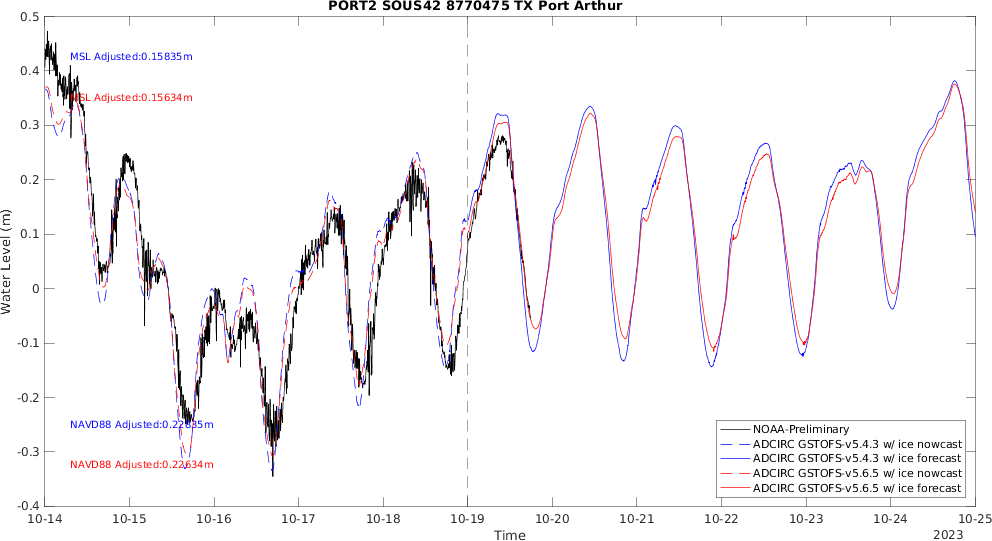 PORT2 SOUS42 8770475 TX Port Arthur
Water Level (m)
0.5
0.4
0.3
0.2
0.1
0
-0.1
-0.2
-0.3
-0.4
MSL Adjusted:0.15835m
MSL Adjusted:0.15634m
NAVD88 Adjusted:0.22835m
NAVD88 Adjusted:0.22634m
NOAA-Preliminary
ADCIRC GSTOFS-v5.4.3 w/ ice nowcast
ADCIRC GSTOFS-v5.4.3 w/ ice forecast
ADCIRC GSTOFS-v5.6.5 w/ ice nowcast
ADCIRC GSTOFS-v5.6.5 w/ ice forecast
10-14 10-15 10-16 10-17 10-18 10-19 10-20 10-21 10-22 10-23 10-24 10-25
Time
2023